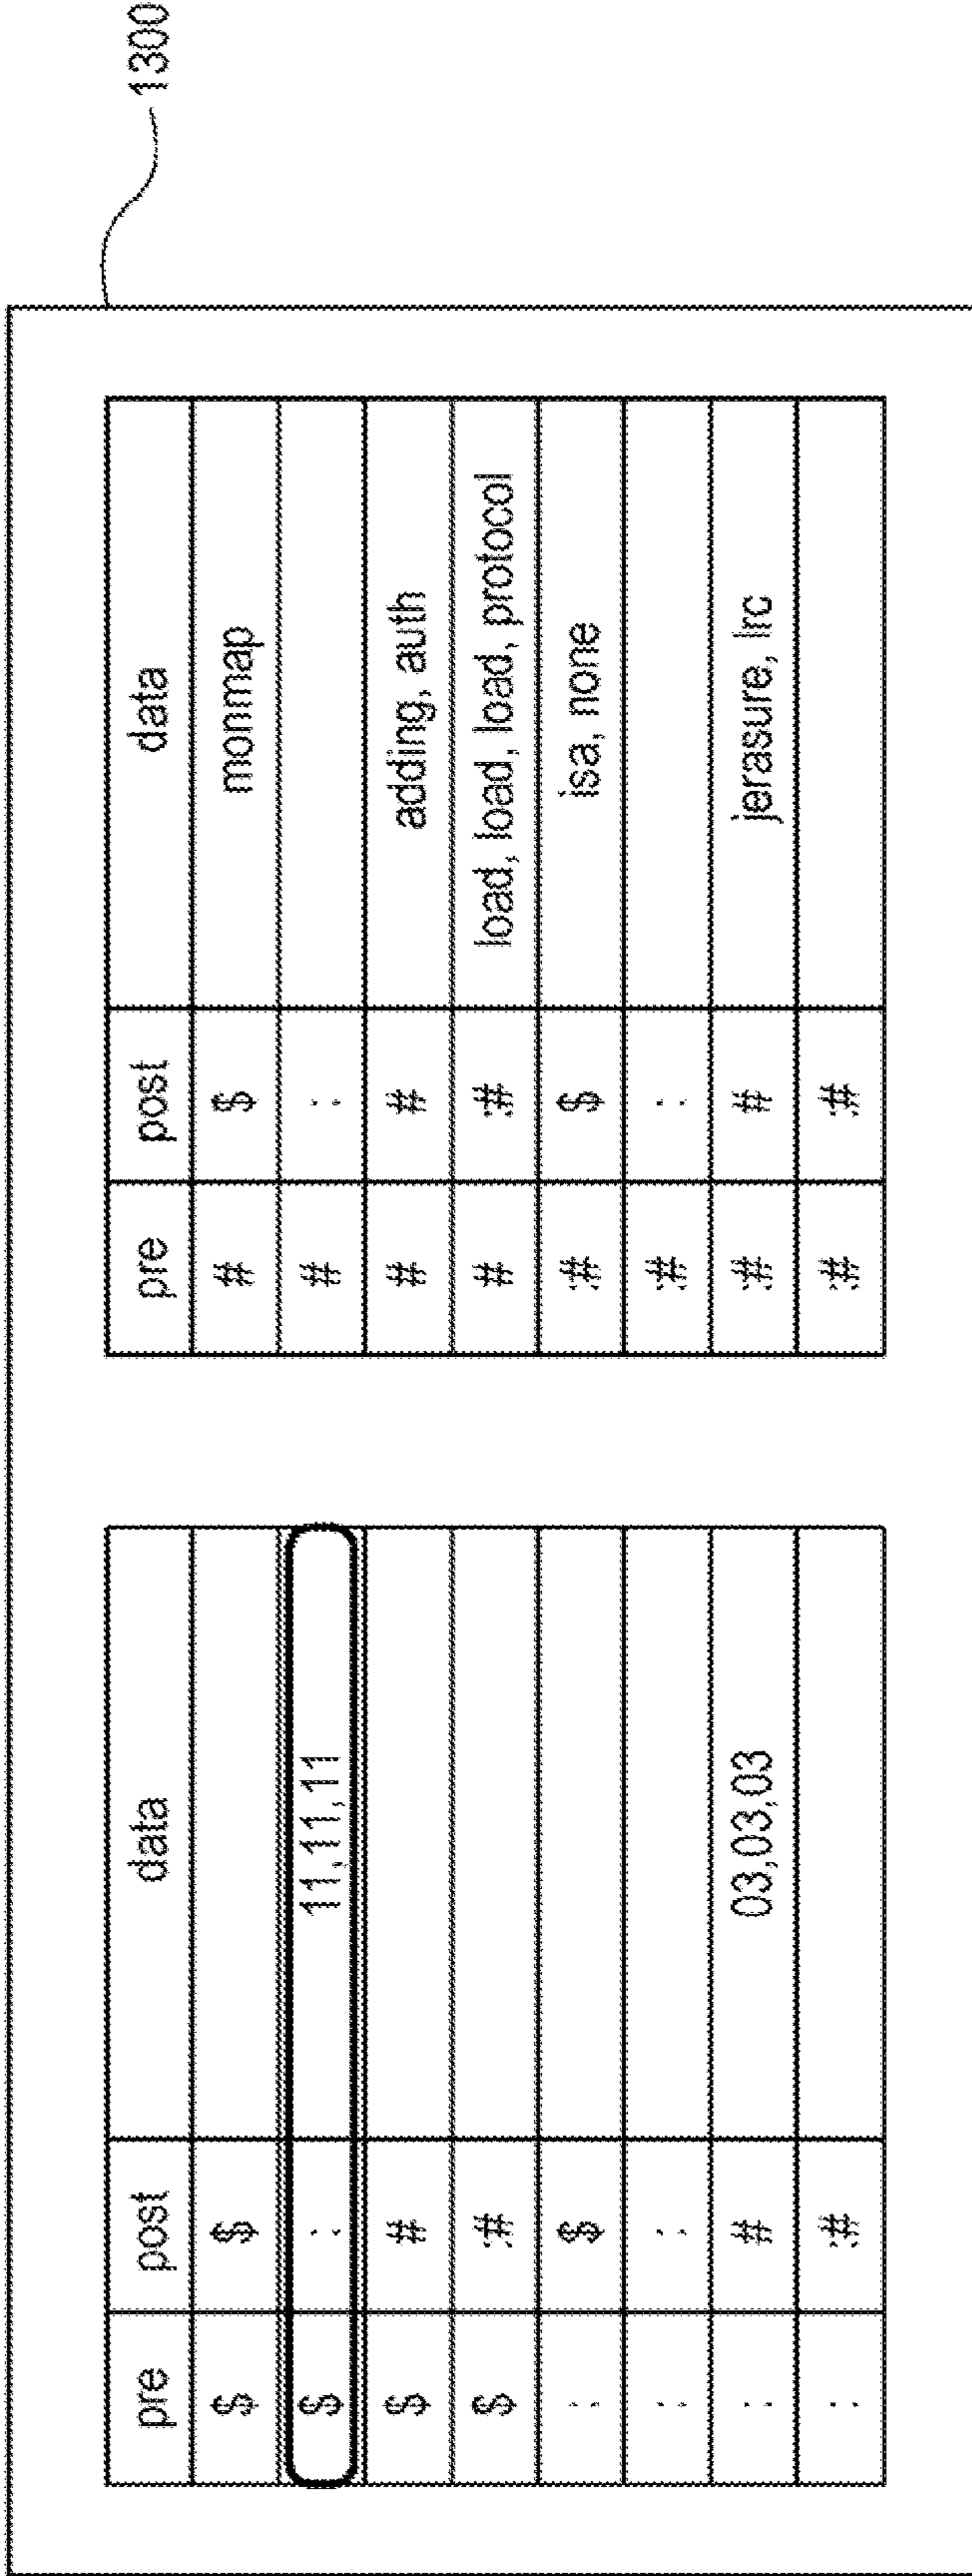 1300
pre post data
$ $
$ : 11,11,11
$ #
$ :#
: $
: :
: # 03,03,03
: :#
pre post data
# $ monmap
# :
# # adding, auth
# :# load, load, load, protocol
:# $ isa, none
:# :
:# # jerasure, lrc
:# :#